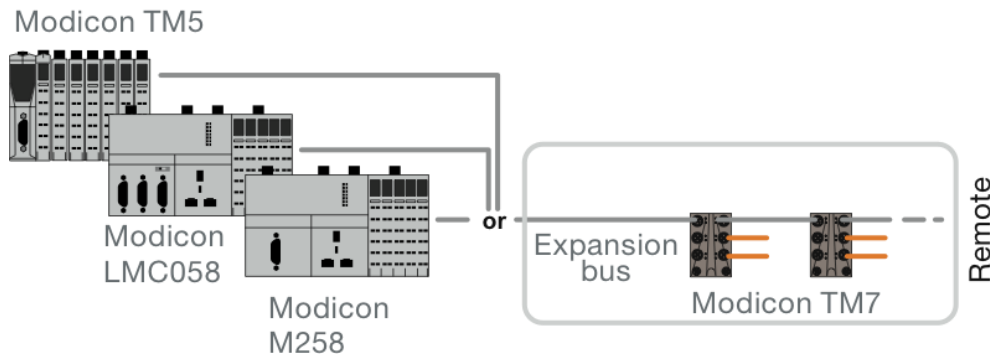 Modicon TM5
Modicon
LMC058
Modicon
M258
or
Expansion
bus
Modicon TM7
Remote